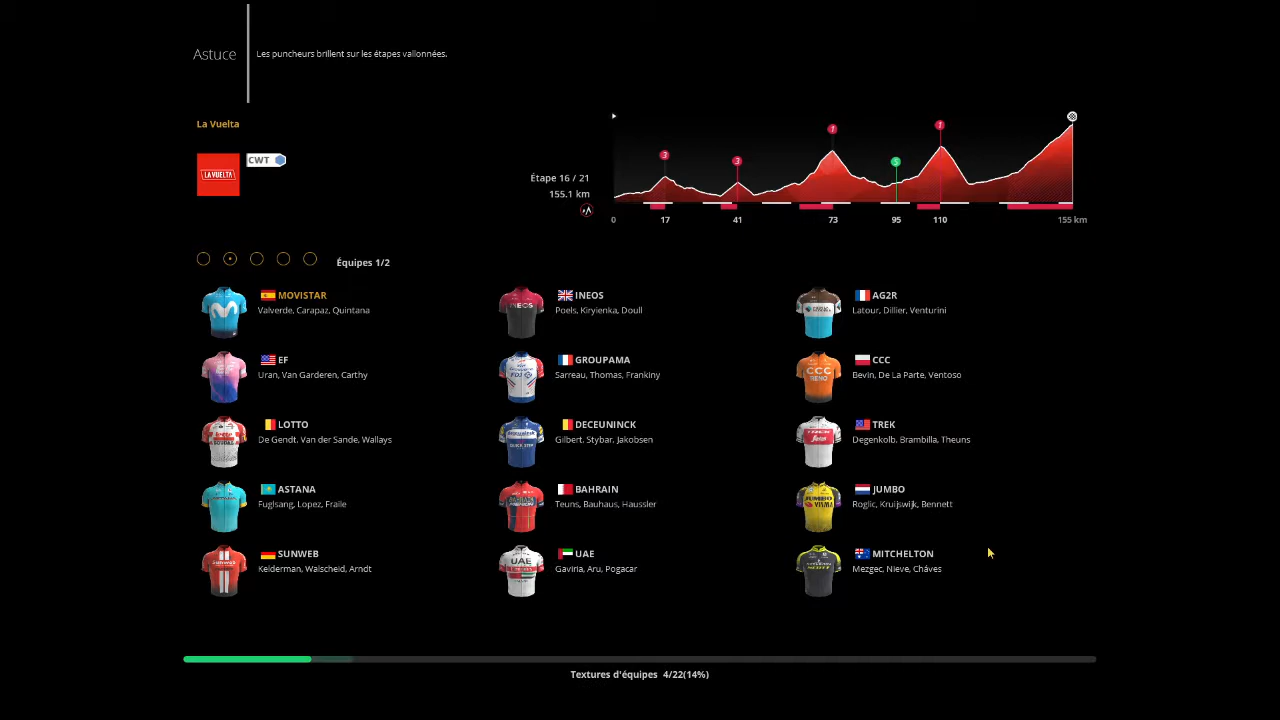 Astuce
Les puncheurs brillent sur les étapes vallonnées.
La Vuelta
CWT
LA VUELTA
Étape 16 / 21
155.1 km
3
3
1
S
1
0
17
41
73
95
110
155 km
Équipes 1/2
MOVISTAR
Valverde, Carapaz, Quintana
INEOS
Poels, Kiryienka, Doull
AG2R
Latour, Dillier, Venturini
EF
Uran, Van Garderen, Carthy
GROUPAMA
Sarreau, Thomas, Frankiny
CCC
Bevin, De La Parte, Ventoso
LOTTO
De Gendt, Van der Sande, Wallays
DECEUNINCK
Gilbert, Stybar, Jakobsen
TREK
Degenkolb, Brambilla, Theuns
ASTANA
Fuglsang, Lopez, Fraile
BAHRAIN
Teuns, Bauhaus, Haussler
JUMBO
Roglic, Kruijswijk, Bennett
SUNWEB
Kelderman, Walscheid, Arndt
UAE
Gaviria, Aru, Pogacar
MITCHELTON
Mezgec, Nieve, Cháves
Textures d'équipes 4/22(14%)